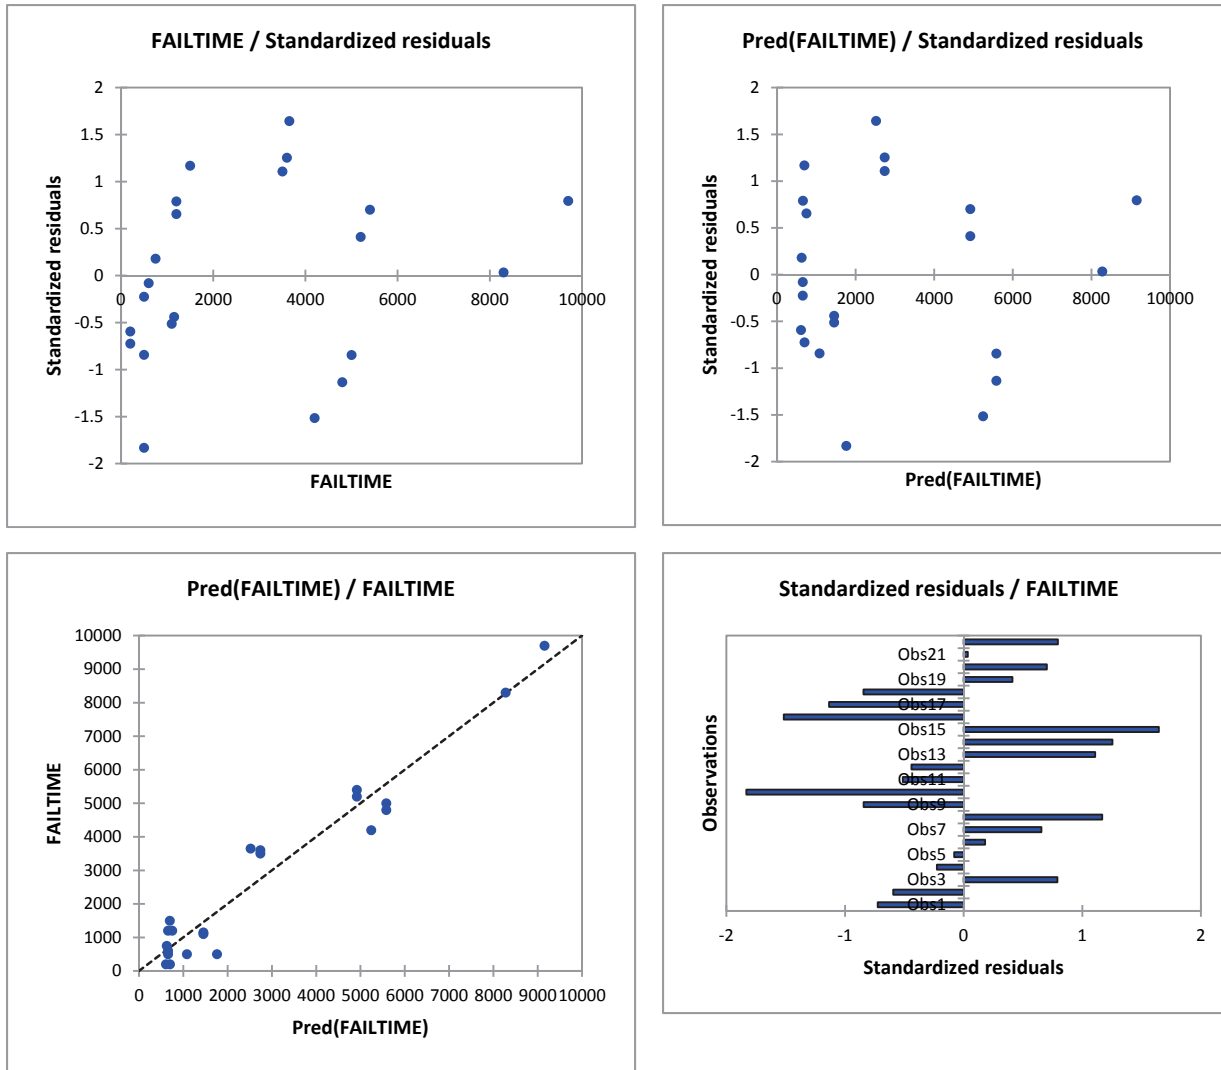 FAILTIME / Standardized residuals
2
1.5
1
0.5
0
-0.5
-1
-1.5
-2
0 2000 4000 6000 8000 10000
Standardized residuals
FAILTIME
Pred(FAILTIME) / Standardized residuals
2
1.5
1
0.5
0
-0.5
-1
-1.5
-2
0 2000 4000 6000 8000 10000
Standardized residuals
Pred(FAILTIME)
Pred(FAILTIME) / FAILTIME
10000
9000
8000
7000
6000
5000
4000
3000
2000
1000
0
0 1000 2000 3000 4000 5000 6000 7000 8000 9000 10000
FAILTIME
Pred(FAILTIME)
Standardized residuals / FAILTIME
Obs21
Obs19
Obs17
Obs15
Obs13
Obs11
Obs9
Obs7
Obs5
Obs3
Obs1
Observations
-2 -1 0 1 2
Standardized residuals